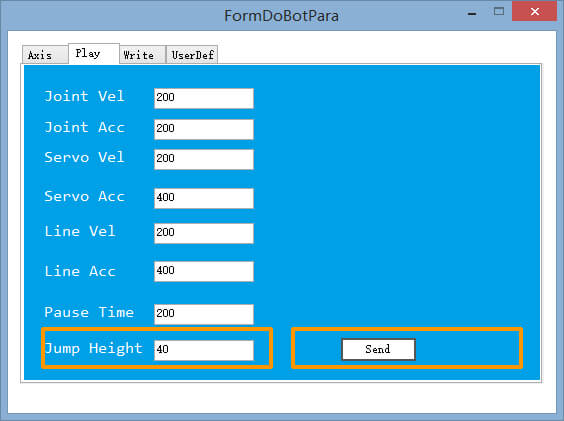 FormDoBotPara
Axis Play Write UserDef
Joint Vel 200
Joint Acc 200
Servo Vel 200
Servo Acc 400
Line Vel 200
Line Acc 400
Pause Time 200
Jump Height 40 Send